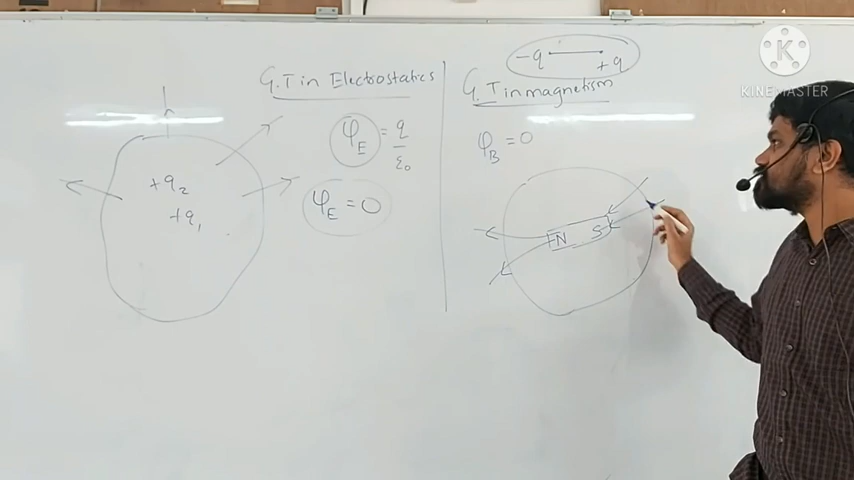 G.T in Electrostatics
φE = q/ε0
φE = 0
+q2
+q1
-q +q
G.T in magnetism
φB = 0
N S
K
KINEMASTER